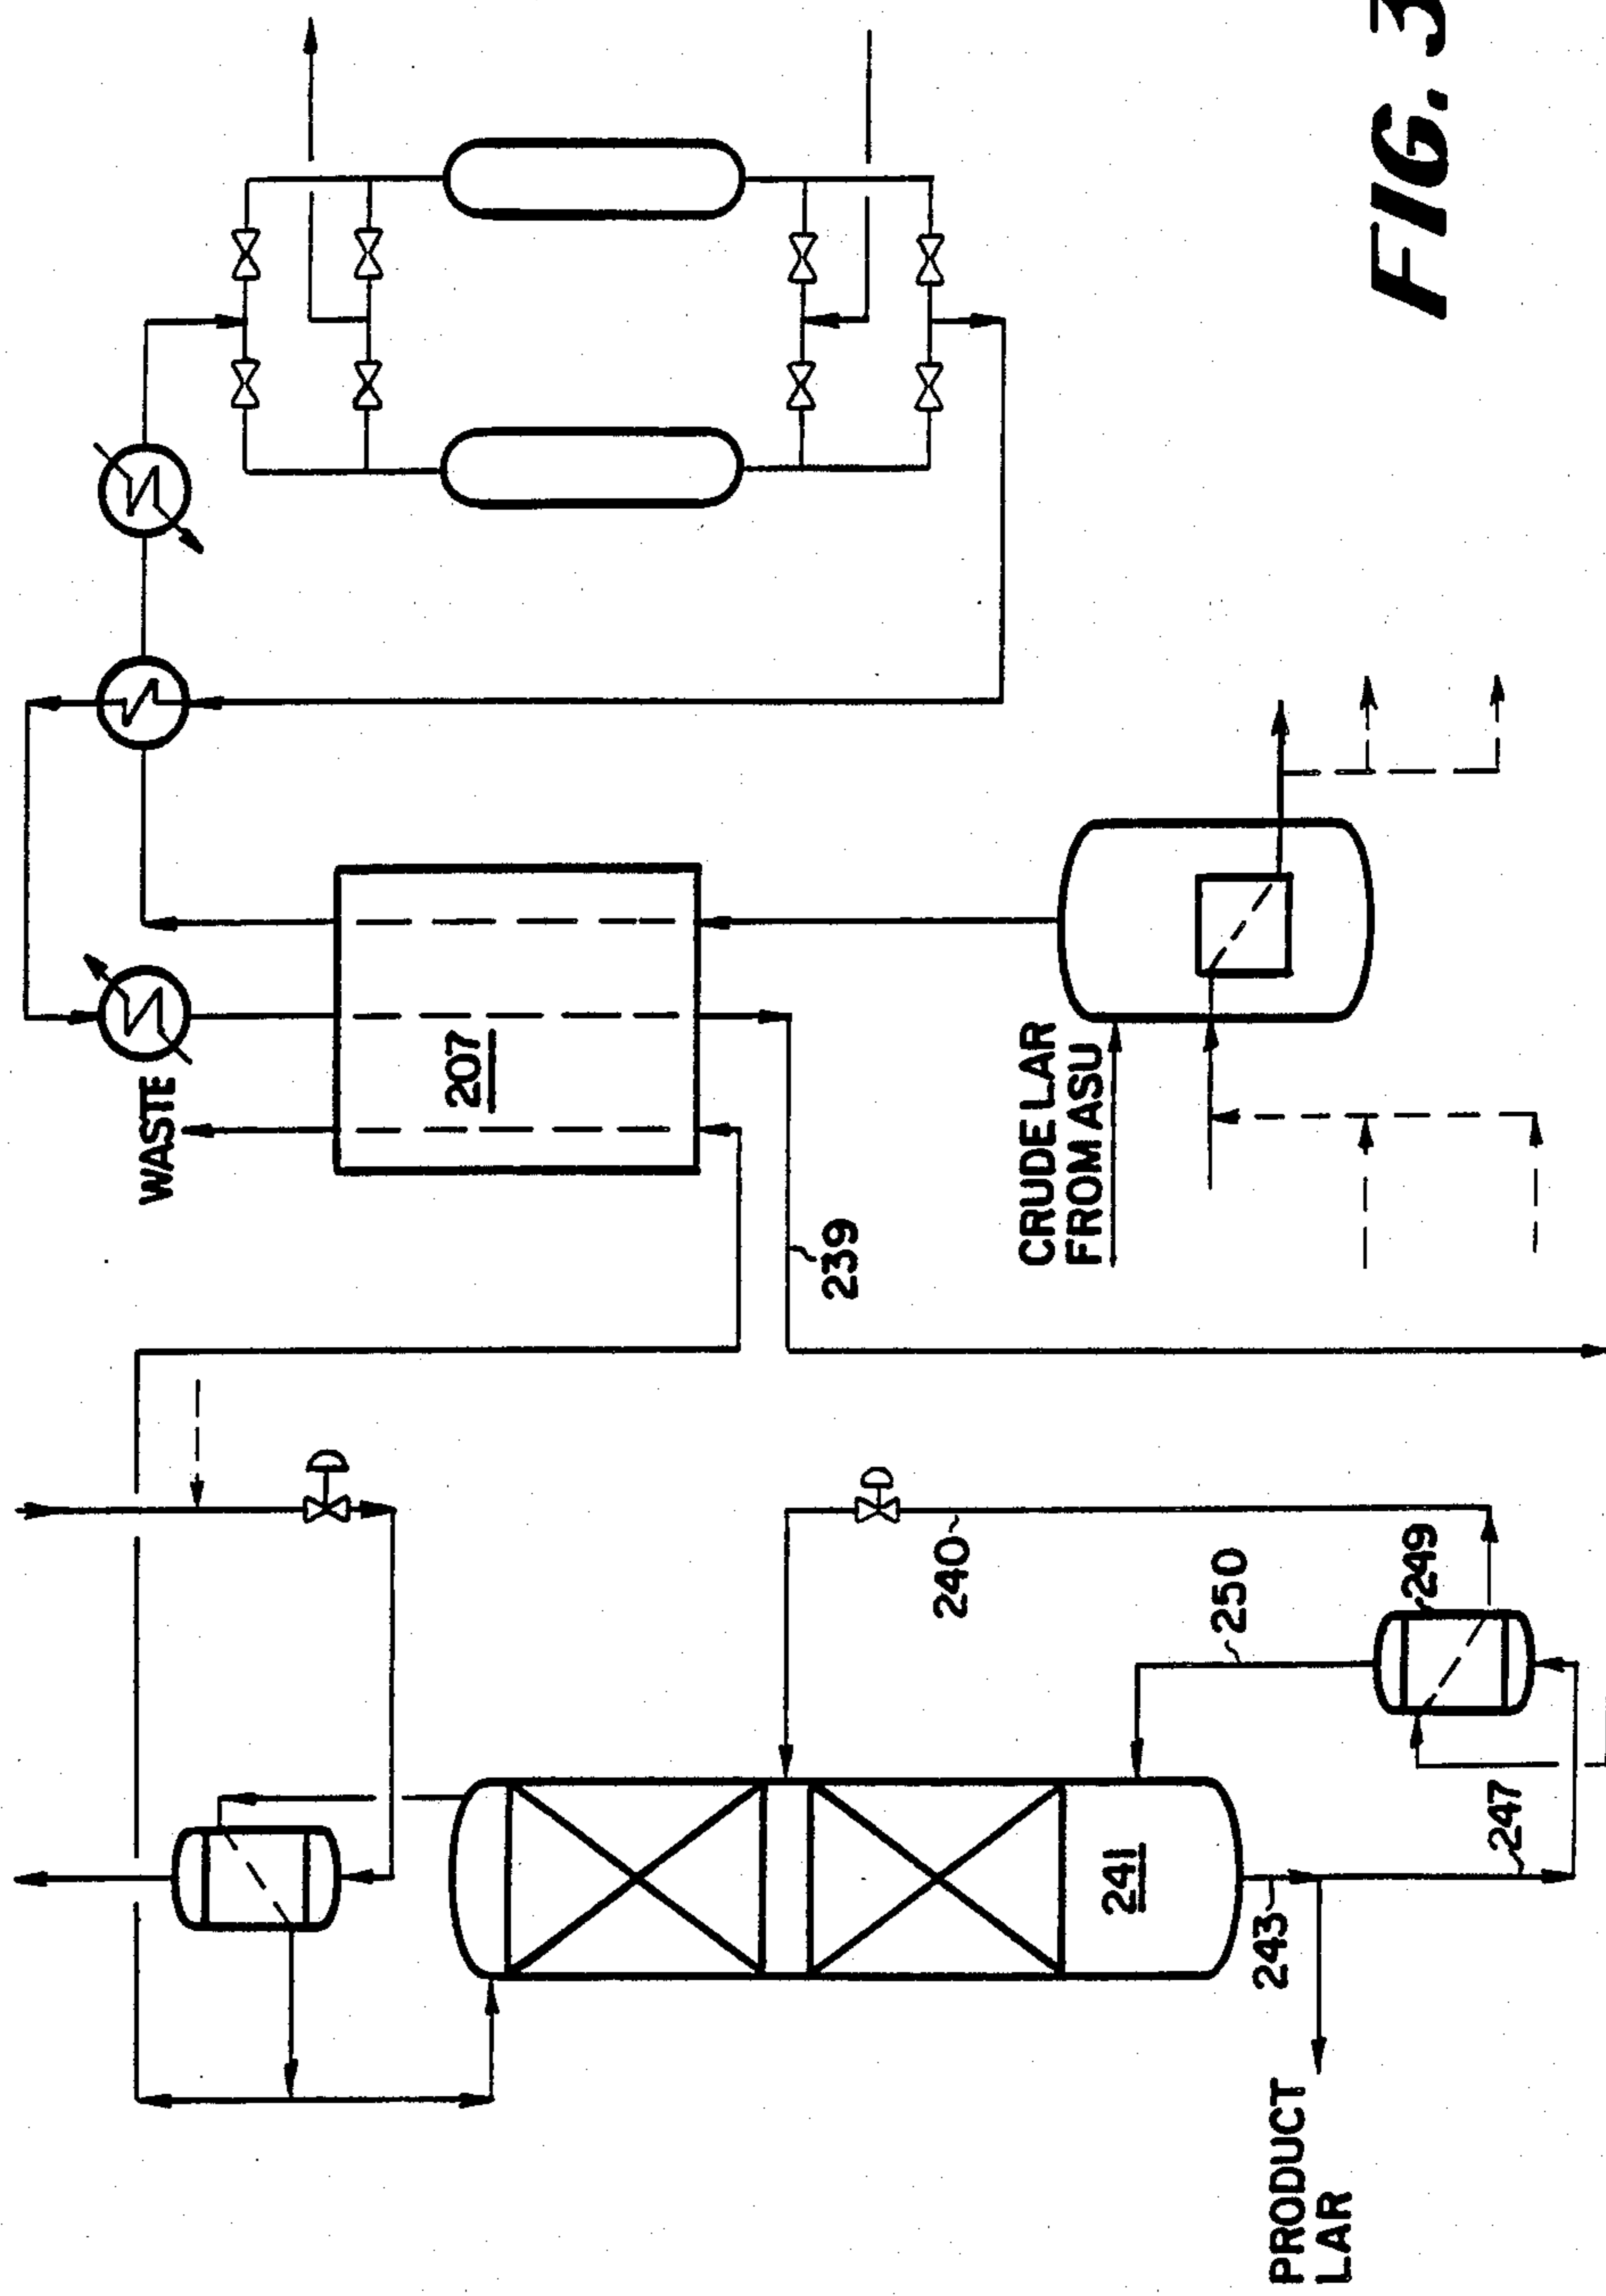 FIG. 3
WASTE
207
239
CRUDE LAR
FROM ASU
240
250
249
241
247
243
PRODUCT
LAR